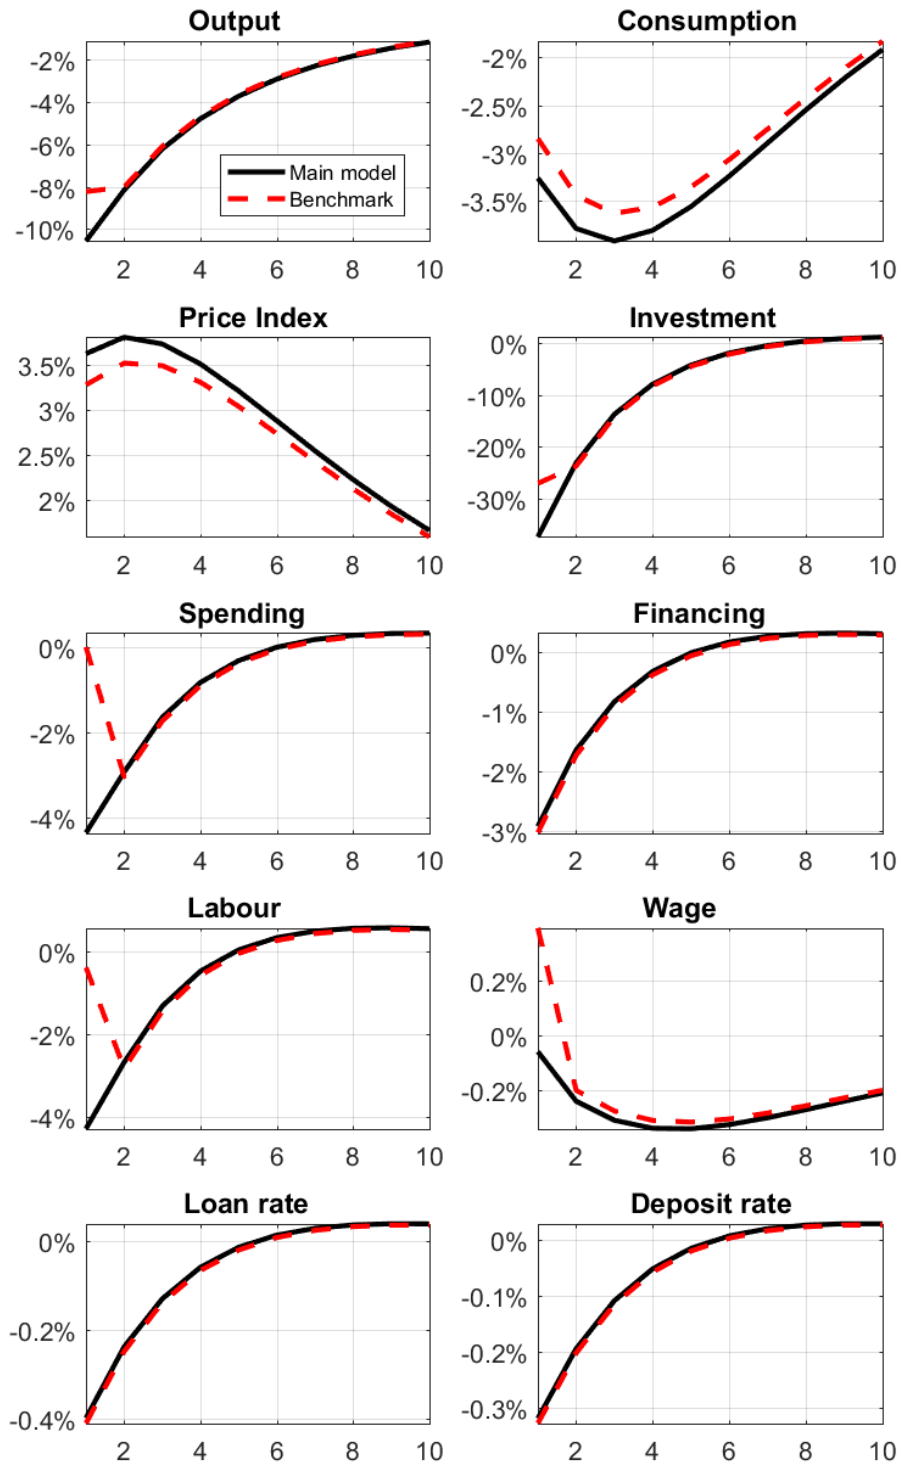 Output
-2%
-4%
-6%
-8%
-10%
Main model
Benchmark
2 4 6 8 10
Consumption
-2%
-2.5%
-3%
-3.5%
2 4 6 8 10
Price Index
3.5%
3%
2.5%
2%
2 4 6 8 10
Investment
0%
-10%
-20%
-30%
2 4 6 8 10
Spending
0%
-2%
-4%
2 4 6 8 10
Financing
0%
-1%
-2%
-3%
2 4 6 8 10
Labour
0%
-2%
-4%
2 4 6 8 10
Wage
0.2%
0%
-0.2%
2 4 6 8 10
Loan rate
0%
-0.2%
-0.4%
2 4 6 8 10
Deposit rate
0%
-0.1%
-0.2%
-0.3%
2 4 6 8 10